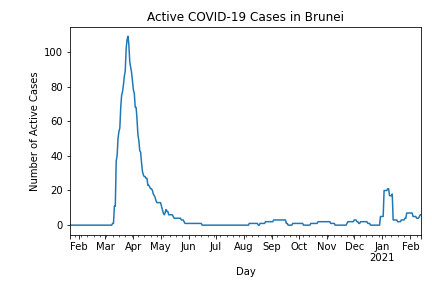 Active COVID-19 Cases in Brunei
Number of Active Cases
100
80
60
40
20
0
Feb Mar Apr May Jun Jul Aug Sep Oct Nov Dec Jan Feb
2021
Day